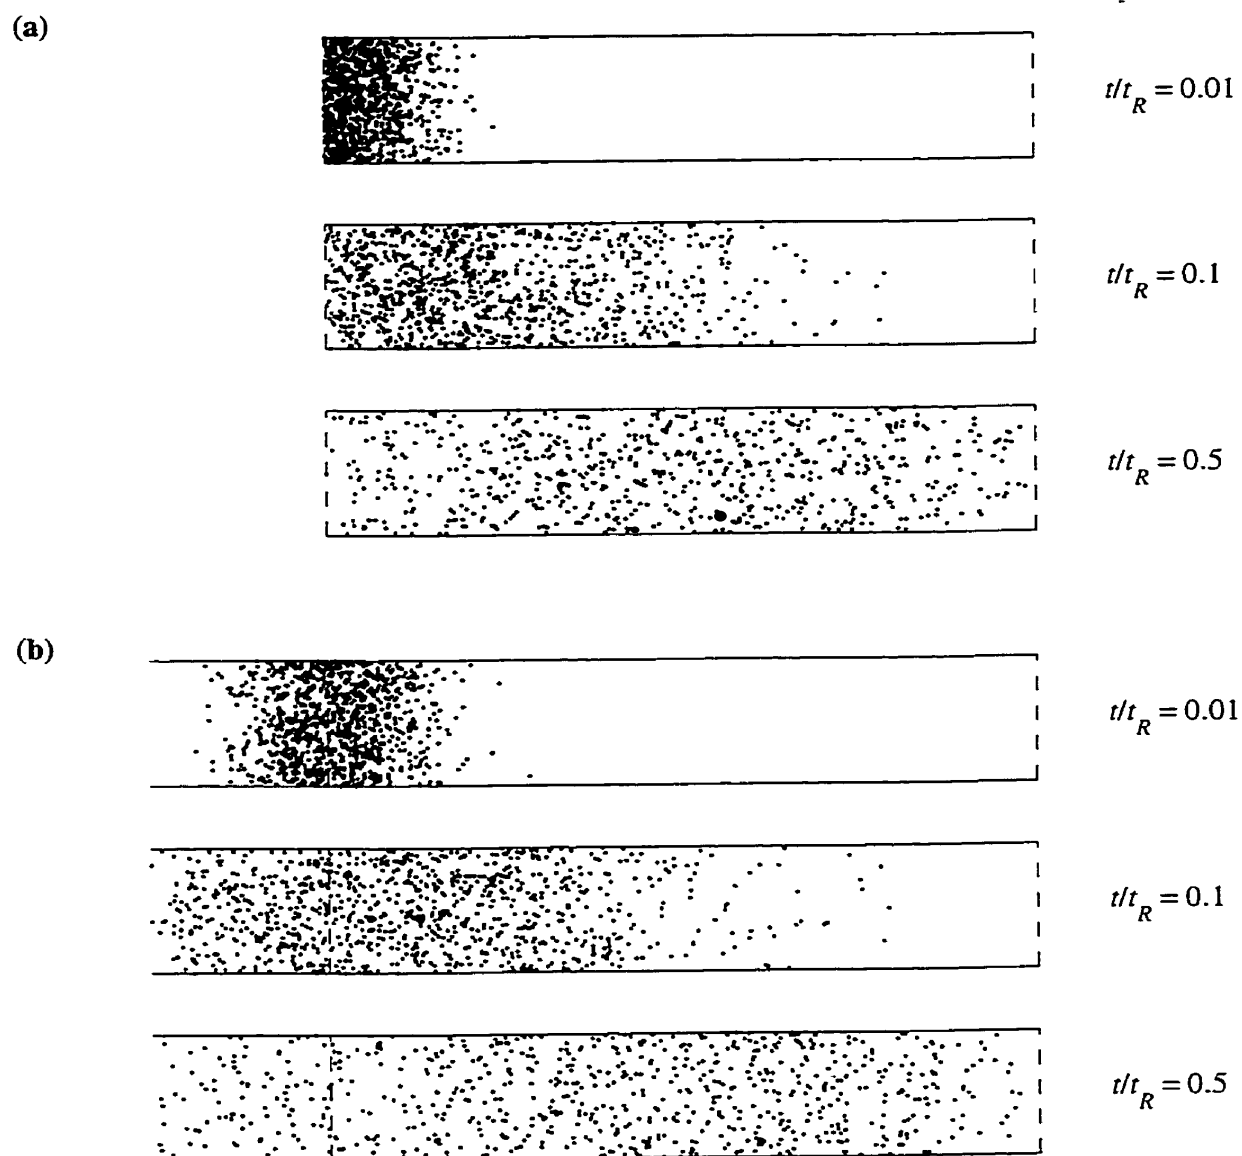 (a)
t/t_R = 0.01
t/t_R = 0.1
t/t_R = 0.5
(b)
t/t_R = 0.01
t/t_R = 0.1
t/t_R = 0.5